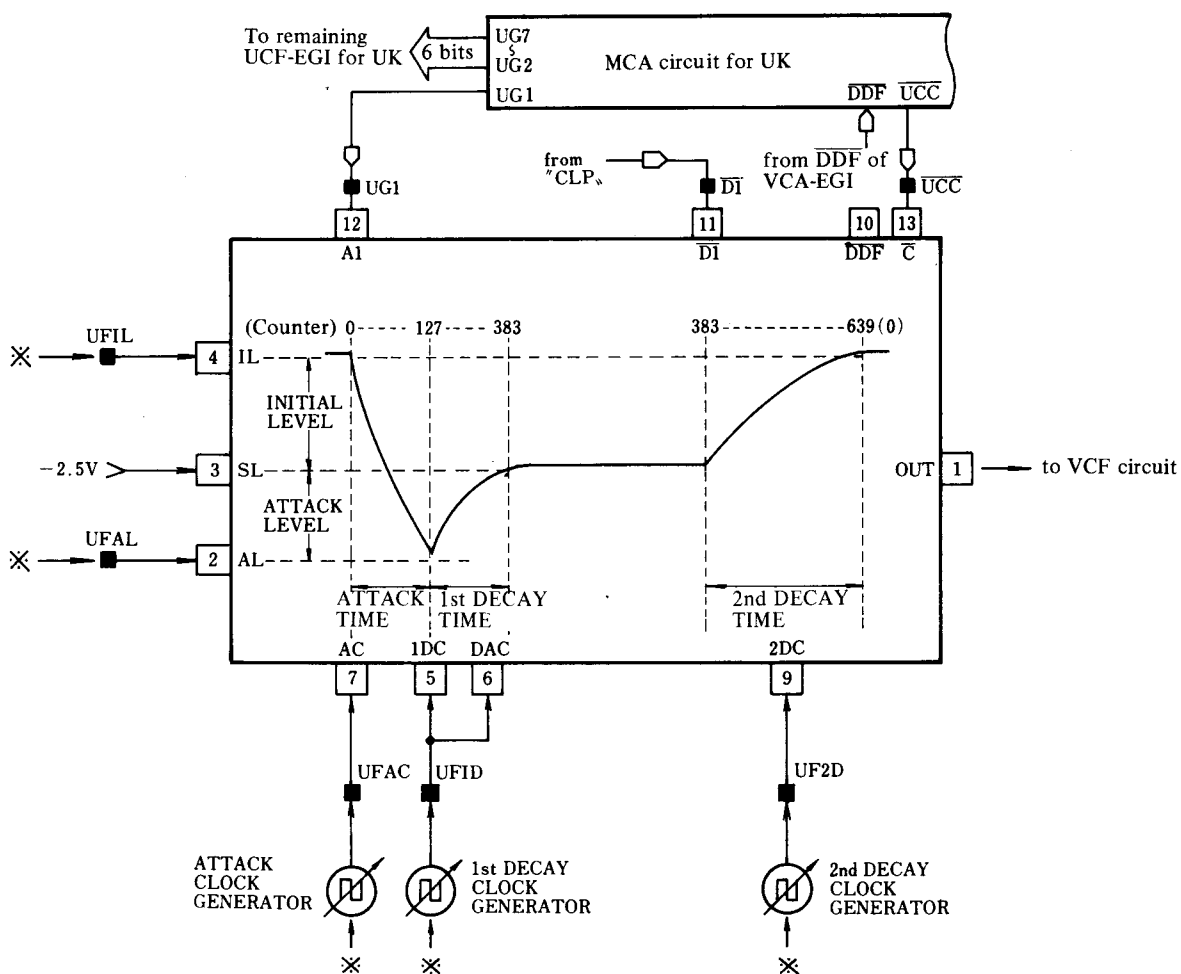 To remaining
UCF-EGI for UK
6 bits
UG7
UG2
UG1
MCA circuit for UK
DDF UCC
from
"CLP"
from DDF of
VCA-EGI
UG1
D1
UCC
12
11
10
13
A1
D1
DDF
C
(Counter) 0 ----- 127 ----- 383
383 ------------- 639(0)
※
UFIL
4
IL
INITIAL
LEVEL
-2.5V
3
SL
OUT
1
to VCF circuit
ATTACK
LEVEL
※
UFAL
2
AL
ATTACK
TIME
1st DECAY
TIME
2nd DECAY
TIME
AC
1DC
DAC
2DC
7
5
6
9
UFAC
UFID
UF2D
ATTACK
CLOCK
GENERATOR
1st DECAY
CLOCK
GENERATOR
2nd DECAY
CLOCK
GENERATOR
※
※
※